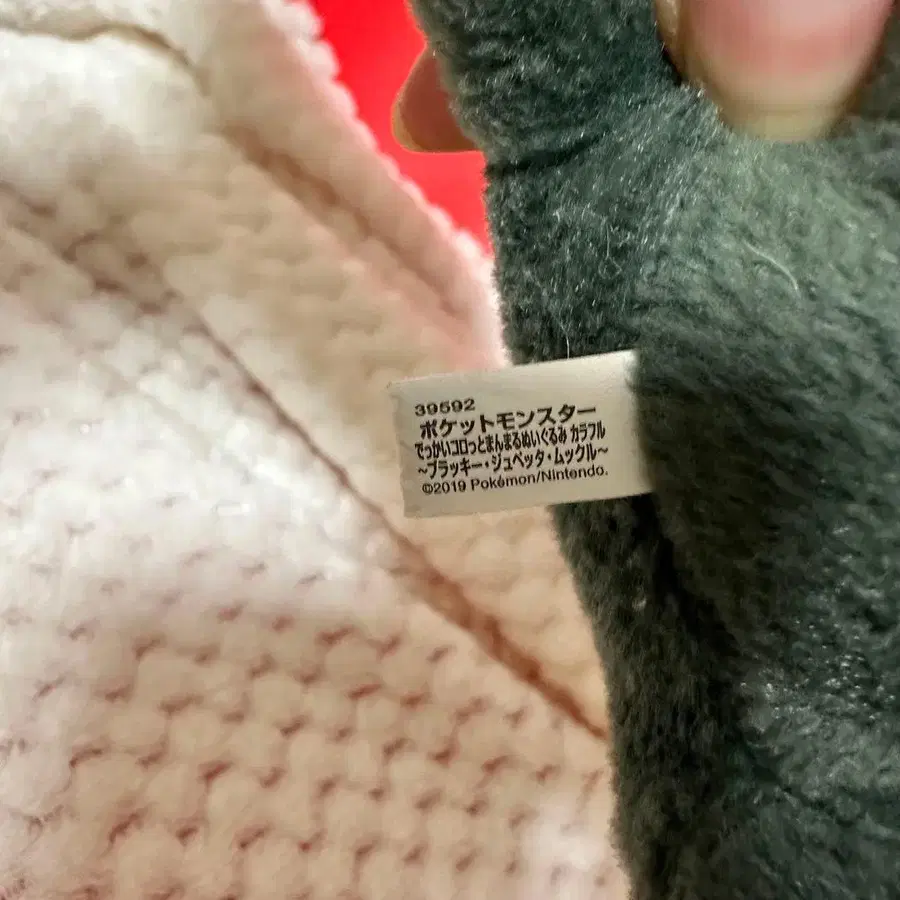 39592
ポケットモンスター
でっかいコロっとまんまるぬいぐるみ カラフル
~ブラッキー・ジュペッタ・ムックル~
©2019 Pokémon/Nintendo.